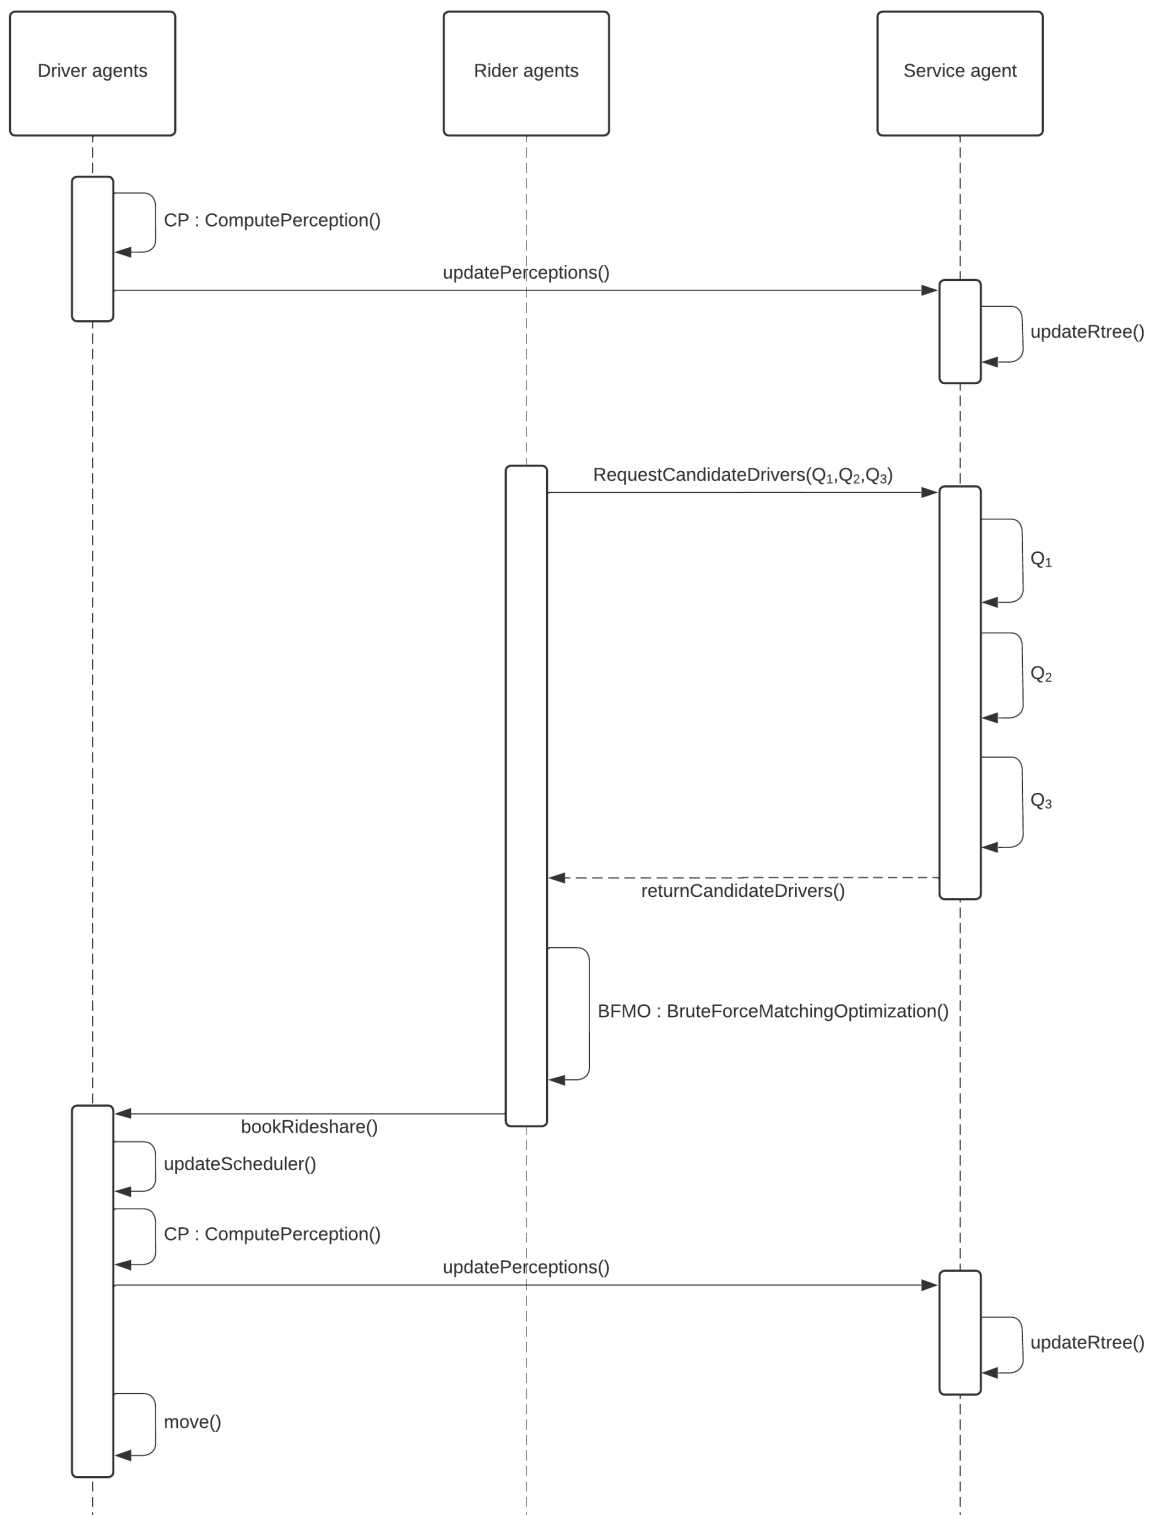 Driver agents
Rider agents
Service agent
CP : ComputePerception()
updatePerceptions()
updateRtree()
RequestCandidateDrivers(Q₁,Q₂,Q₃)
Q₁
Q₂
Q₃
returnCandidateDrivers()
BFMO : BruteForceMatchingOptimization()
bookRideshare()
updateScheduler()
CP : ComputePerception()
updatePerceptions()
updateRtree()
move()